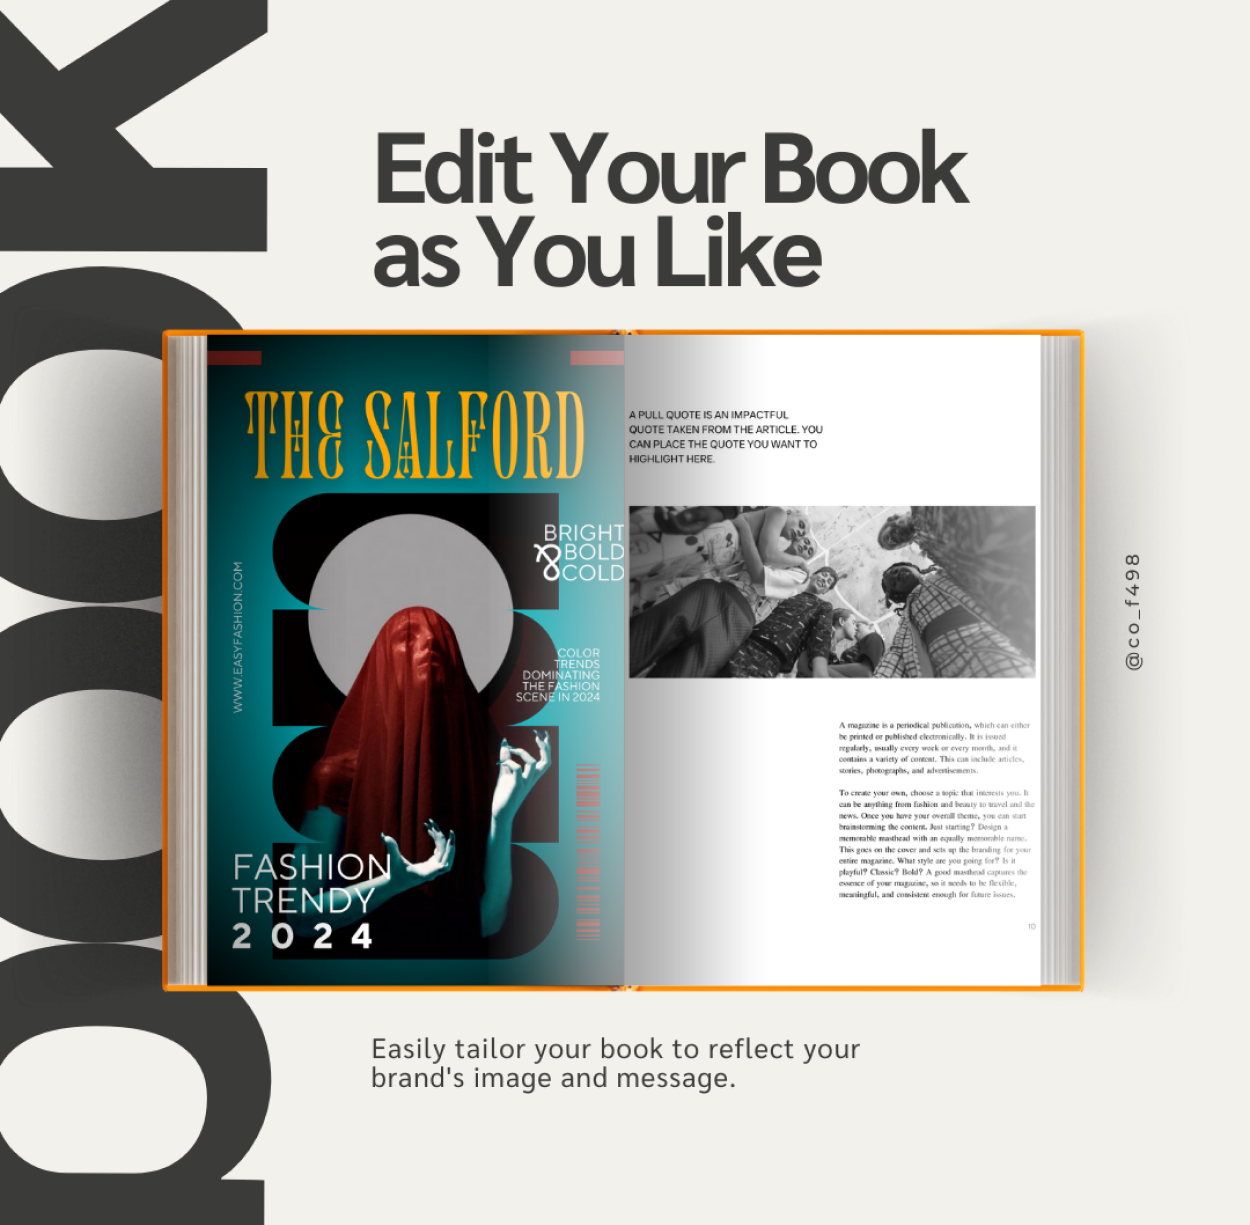 book
Edit Your Book
as You Like
THE SALFORD
BRIGHT
&BOLD
COLD
WWW.EASYFASHION.COM
COLOR
TRENDS
DOMINATING
THE FASHION
SCENE IN 2024
FASHION
TRENDY
2024
A PULL QUOTE IS AN IMPACTFUL
QUOTE TAKEN FROM THE ARTICLE. YOU
CAN PLACE THE QUOTE YOU WANT TO
HIGHLIGHT HERE.
A magazine is a periodical publication, which can either
be printed or published electronically. It is issued
regularly, usually every week or every month, and it
contains a variety of content. This can include articles,
stories, photographs, and advertisements.
To create your own, choose a topic that interests you. It
can be anything from fashion and beauty to travel and the
news. Once you have your overall theme, you can start
brainstorming the content. Just starting? Design a
memorable masthead with an equally memorable name.
This goes on the cover and sets up the branding for your
entire magazine. What style are you going for? Is it
playful? Classic? Bold? A good masthead captures the
essence of your magazine, so it needs to be flexible,
meaningful, and consistent enough for future issues.
10
@co_f498
Easily tailor your book to reflect your
brand's image and message.